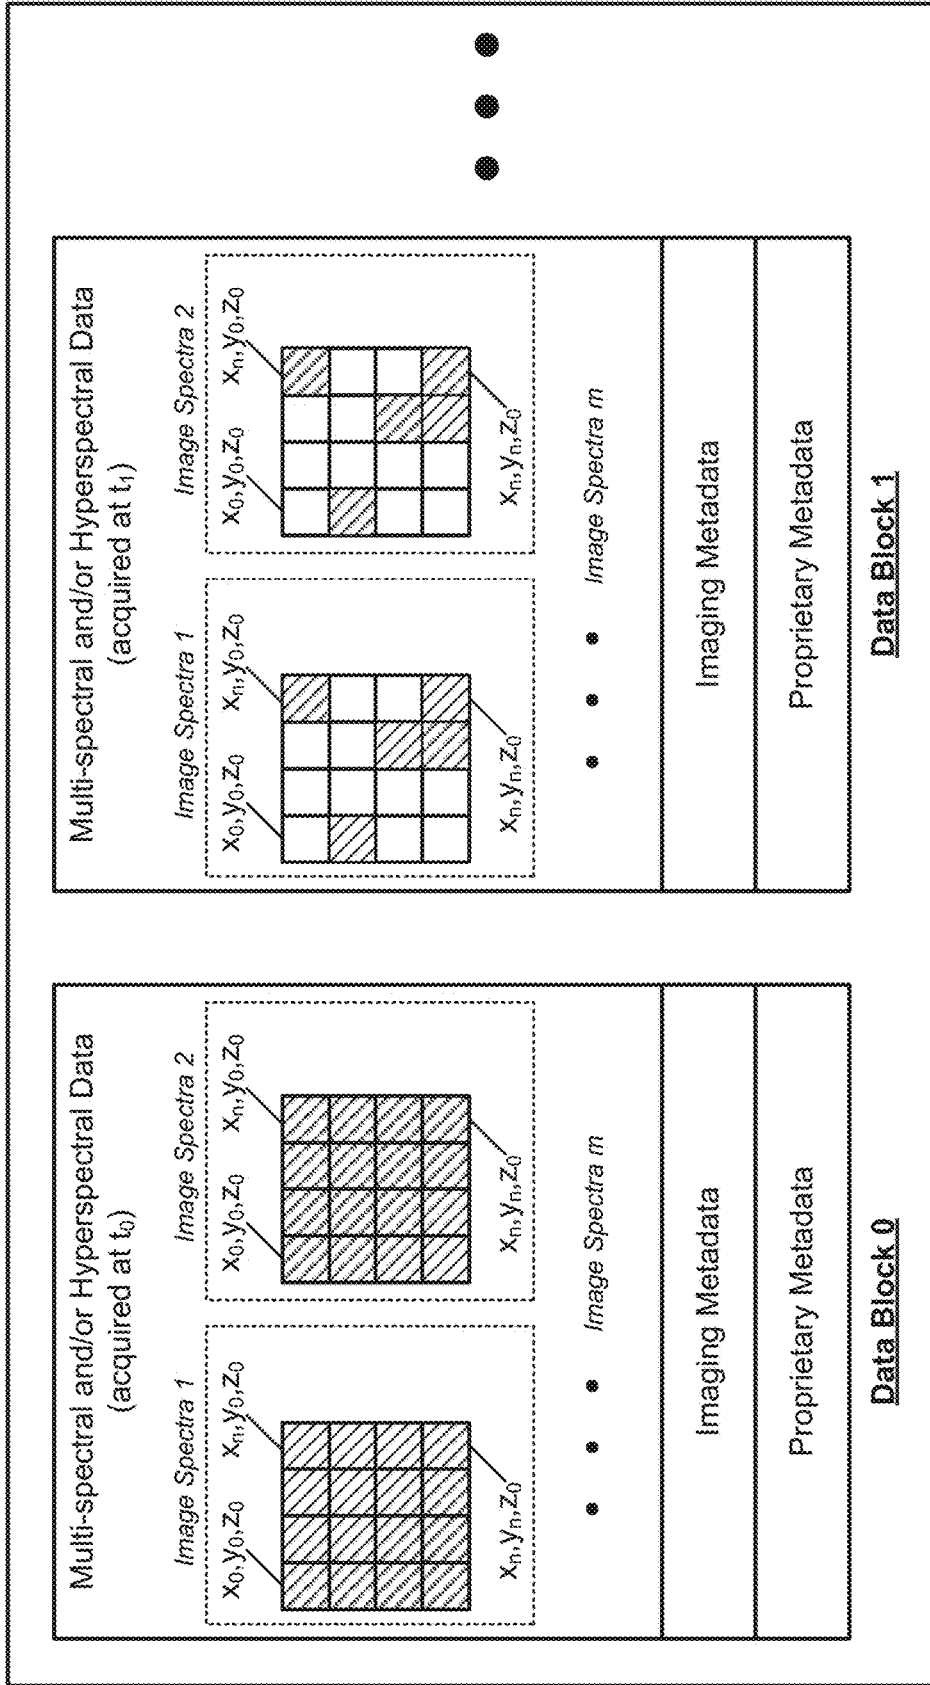 Multi-spectral and/or Hyperspectral Data
(acquired at t₀)
Image Spectra 1
x₀,y₀,z₀
xₙ,y₀,z₀
xₙ,yₙ,z₀
Image Spectra 2
x₀,y₀,z₀
xₙ,y₀,z₀
xₙ,yₙ,z₀
Image Spectra m
Imaging Metadata
Proprietary Metadata
Data Block 0
Multi-spectral and/or Hyperspectral Data
(acquired at t₁)
Image Spectra 1
x₀,y₀,z₀
xₙ,y₀,z₀
xₙ,yₙ,z₀
Image Spectra 2
x₀,y₀,z₀
xₙ,y₀,z₀
xₙ,yₙ,z₀
Image Spectra m
Imaging Metadata
Proprietary Metadata
Data Block 1